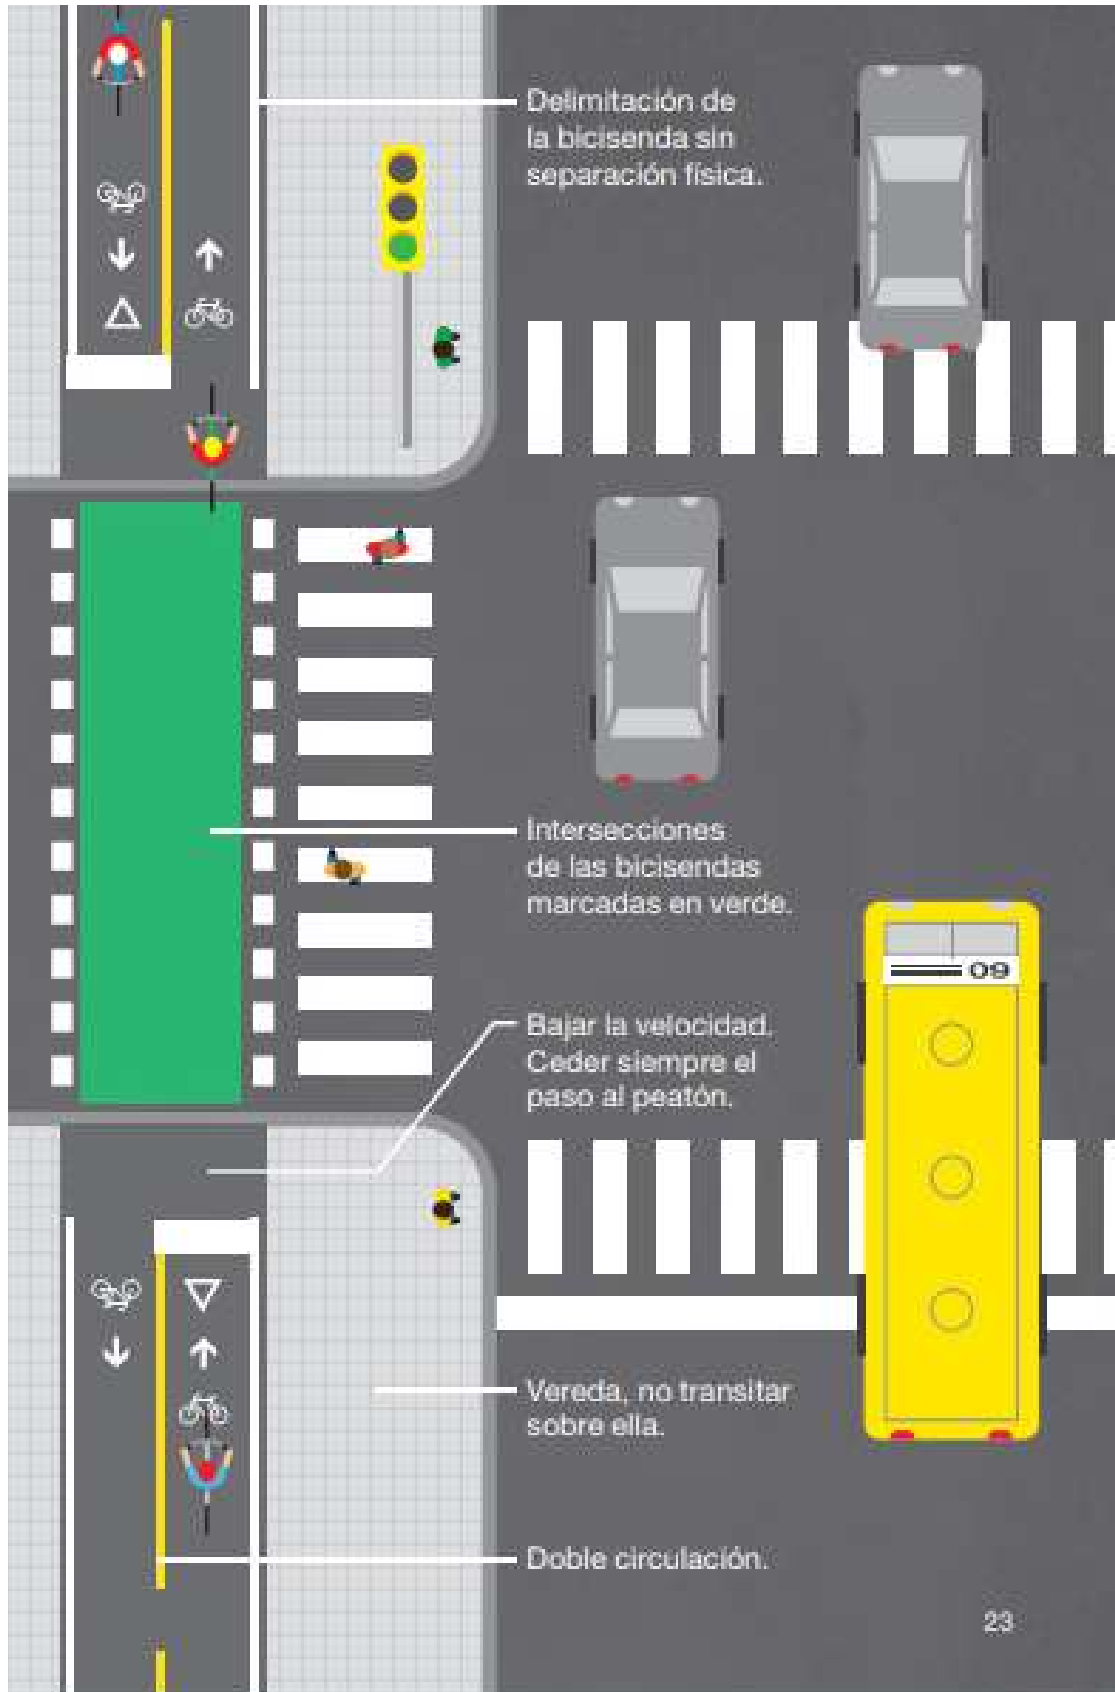 Delimitación de
la bicisenda sin
separación física.
Intersecciones
de las bicisendas
marcadas en verde.
09
Bajar la velocidad.
Ceder siempre el
paso al peatón.
Vereda, no transitar
sobre ella.
Doble circulación.
23